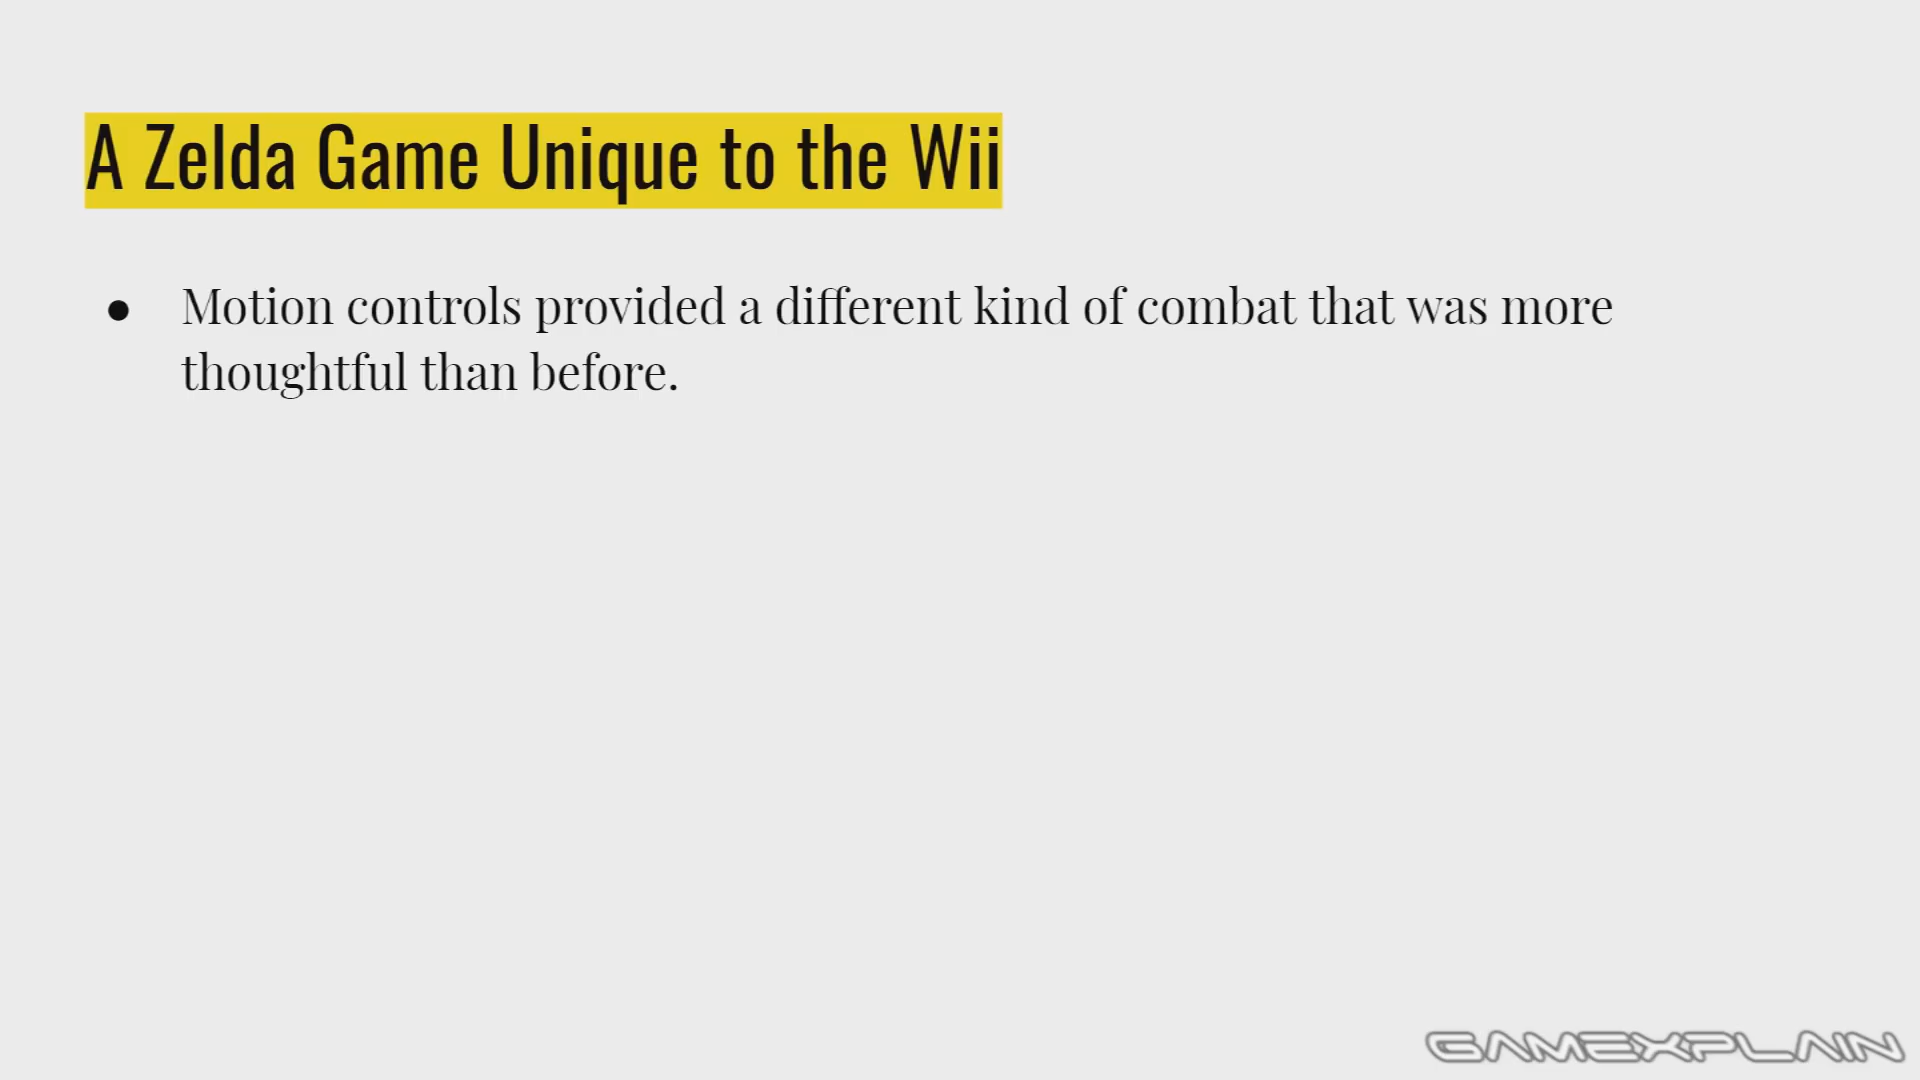 A Zelda Game Unique to the Wii
● Motion controls provided a different kind of combat that was more
thoughtful than before.
GAMEXPLAIN